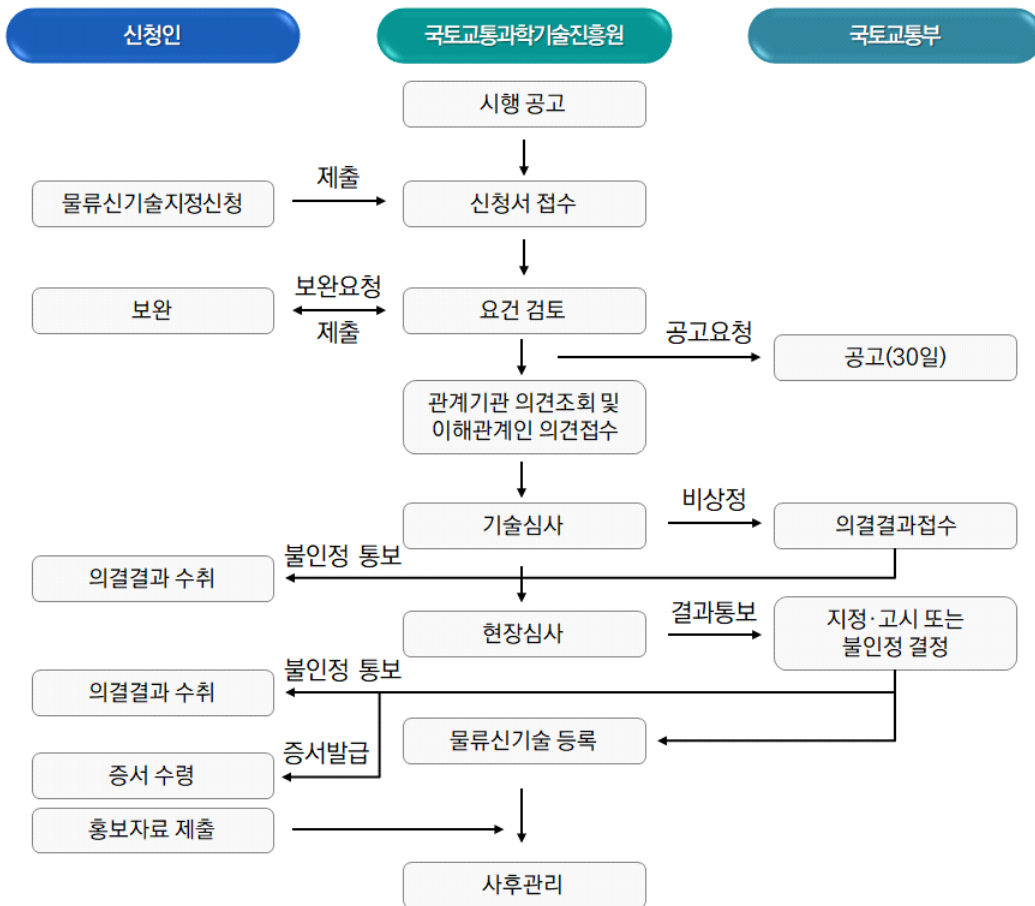 신청인
국토교통과학기술진흥원
국토교통부
시행 공고
물류신기술지정신청
제출
신청서 접수
보완
보완요청
제출
요건 검토
공고요청
공고(30일)
관계기관 의견조회 및
이해관계인 의견접수
기술심사
비상정
의결결과접수
불인정 통보
의결결과 수취
현장심사
결과통보
지정·고시 또는
불인정 결정
불인정 통보
의결결과 수취
물류신기술 등록
증서발급
증서 수령
홍보자료 제출
사후관리